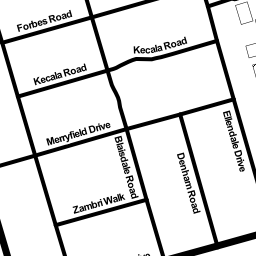 Forbes Road
Kecala Road
Kecala Road
Merryfield Drive
Blaisdale Road
Ellendale Drive
Denham Road
Zambri Walk